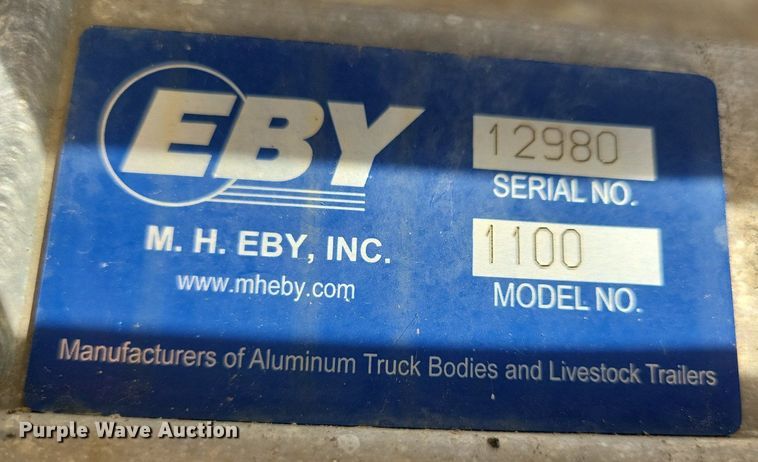 EBY
M. H. EBY, INC.
www.mheby.com
12980
SERIAL NO.
1100
MODEL NO.
Manufacturers of Aluminum Truck Bodies and Livestock Trailers
Purple Wave Auction